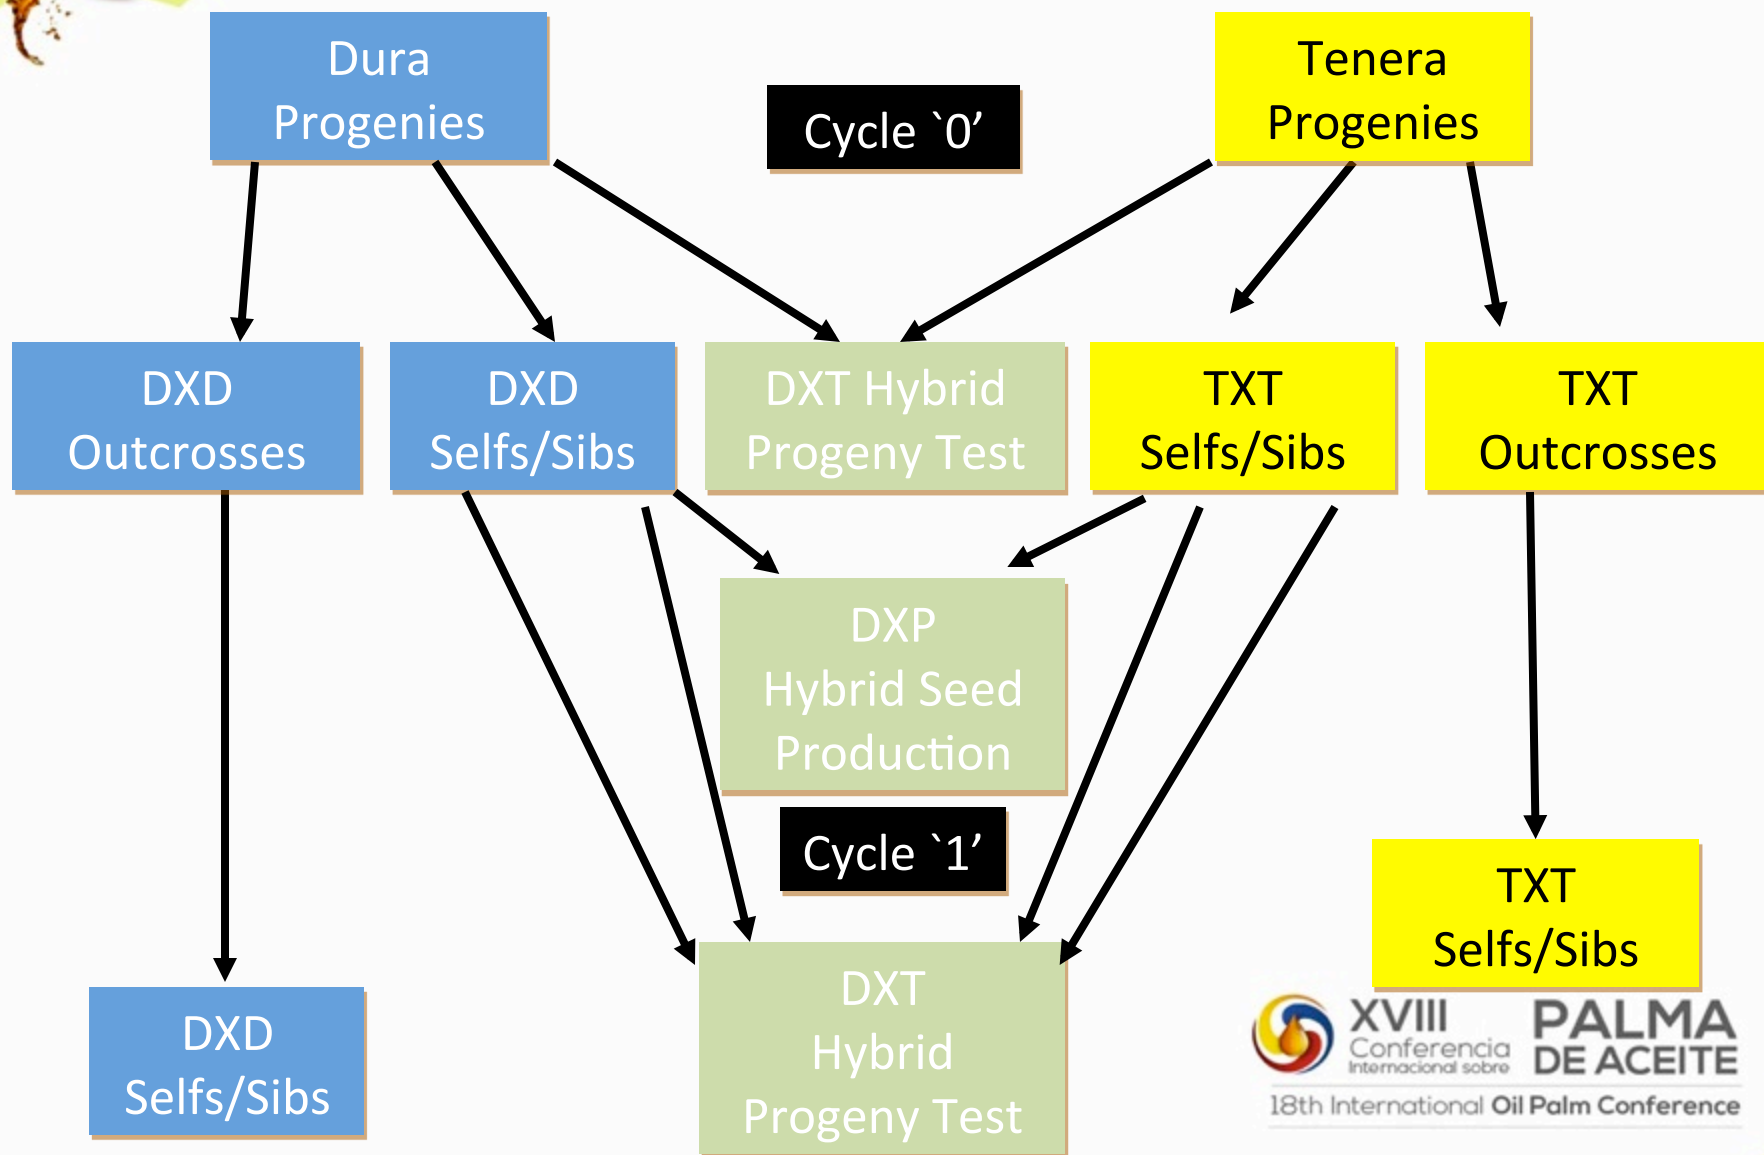 Dura
Progenies
Cycle `0’
Tenera
Progenies
DXD
Outcrosses
DXD
Selfs/Sibs
DXT Hybrid
Progeny Test
TXT
Selfs/Sibs
TXT
Outcrosses
DXP
Hybrid Seed
Production
Cycle `1’
TXT
Selfs/Sibs
DXD
Selfs/Sibs
DXT
Hybrid
Progeny Test
XVIII
Conferencia
Internacional sobre
PALMA
DE ACEITE
18th International Oil Palm Conference